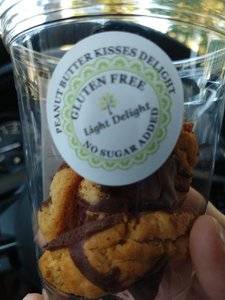 PEANUT BUTTER KISSES DELIGHT
GLUTEN FREE
Light Delight
NO SUGAR ADDED